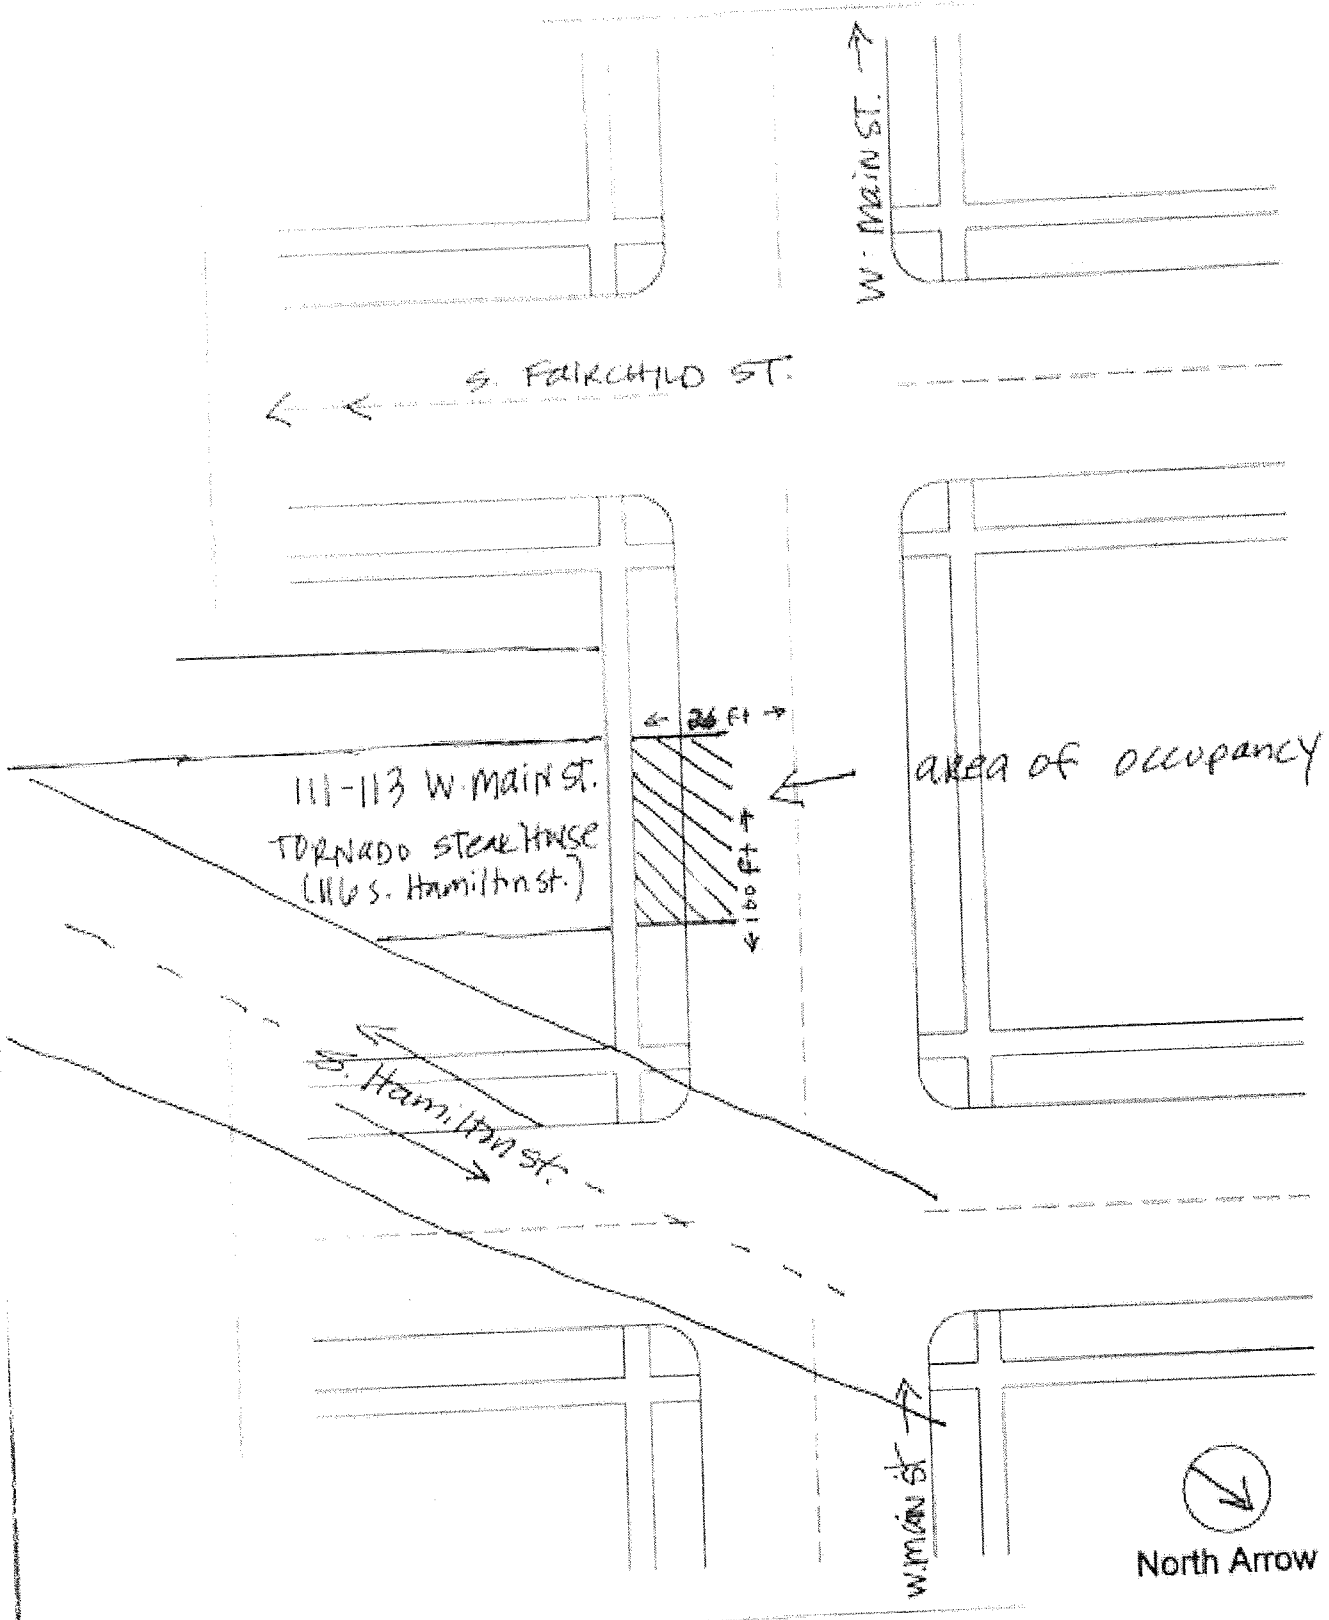 W. Main ST.
S. FAIRCHILD ST.
26 ft
area of occupancy
111-113 W. Main St.
TORNADO STEAK HOUSE
(116 S. Hamilton St.)
100 ft
S. Hamilton St.
W. Main St
North Arrow